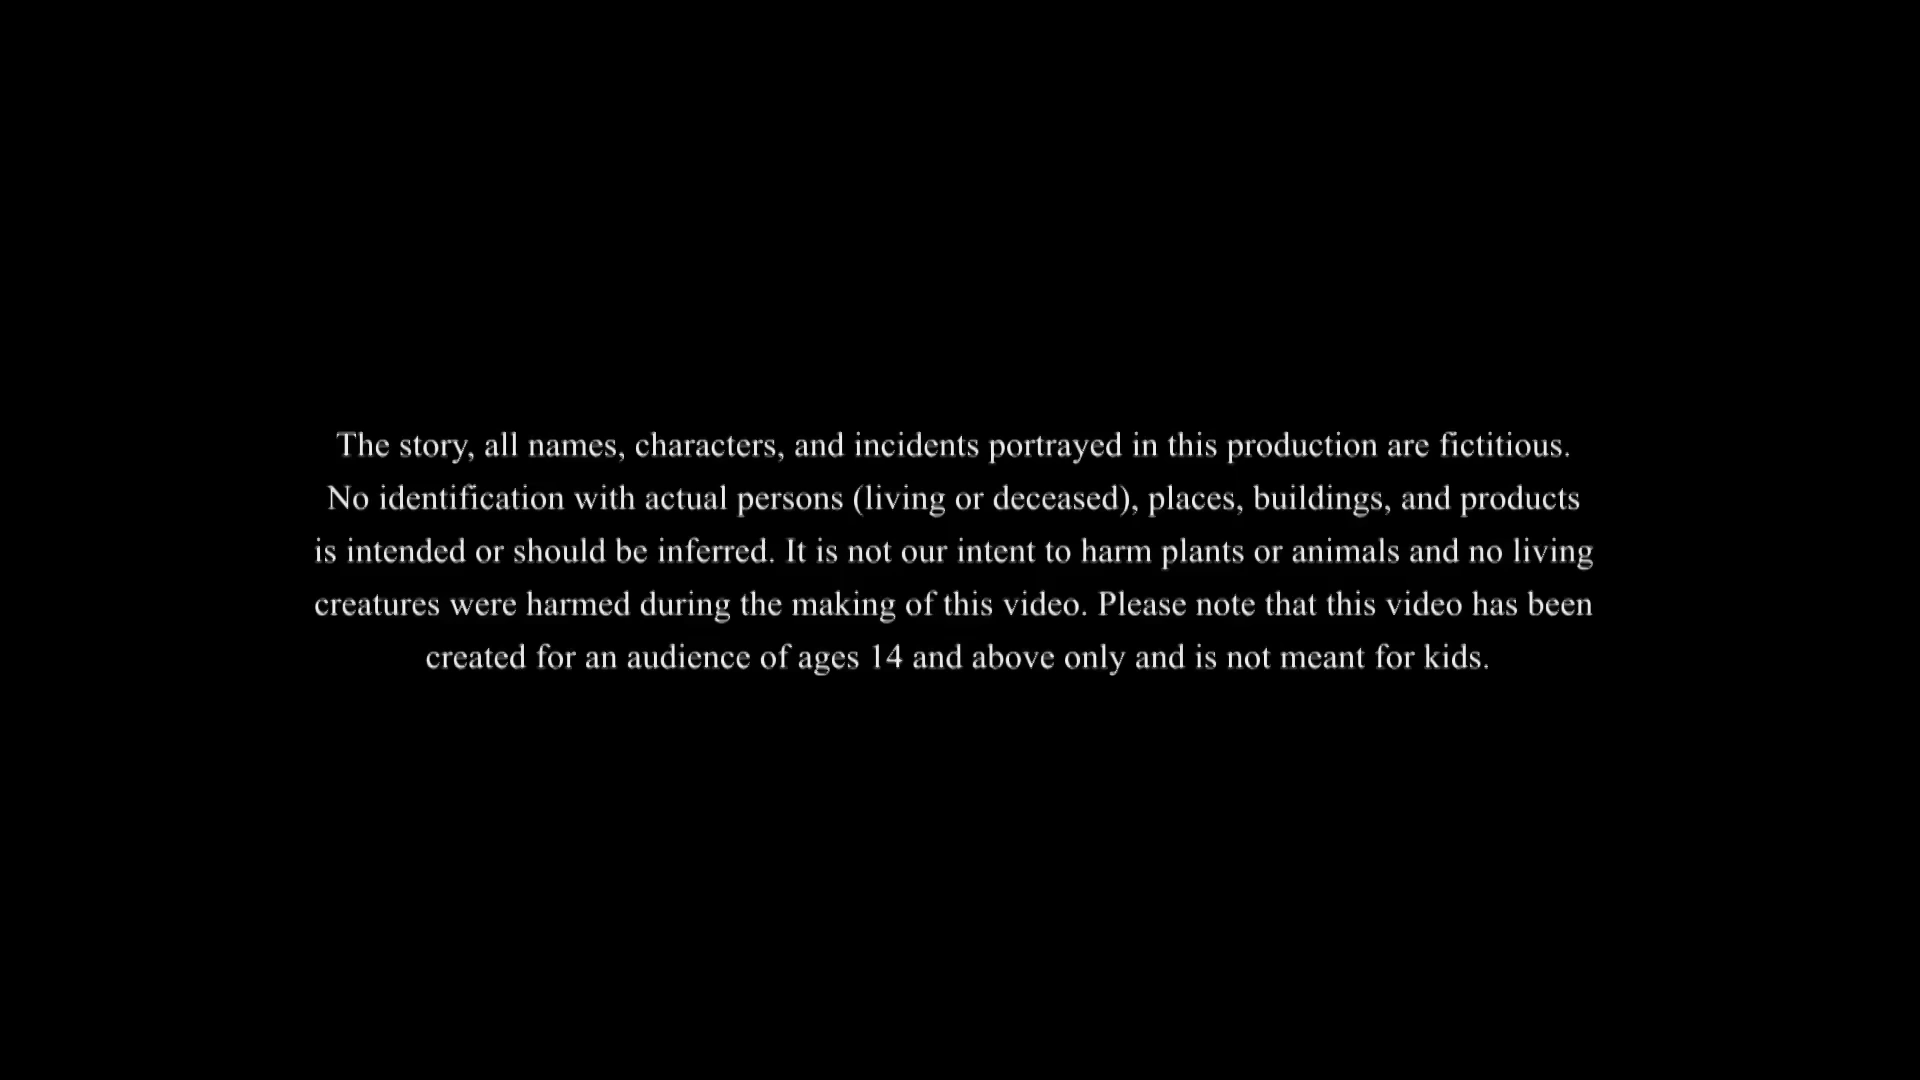 The story, all names, characters, and incidents portrayed in this production are fictitious.
No identification with actual persons (living or deceased), places, buildings, and products
is intended or should be inferred. It is not our intent to harm plants or animals and no living
creatures were harmed during the making of this video. Please note that this video has been
created for an audience of ages 14 and above only and is not meant for kids.